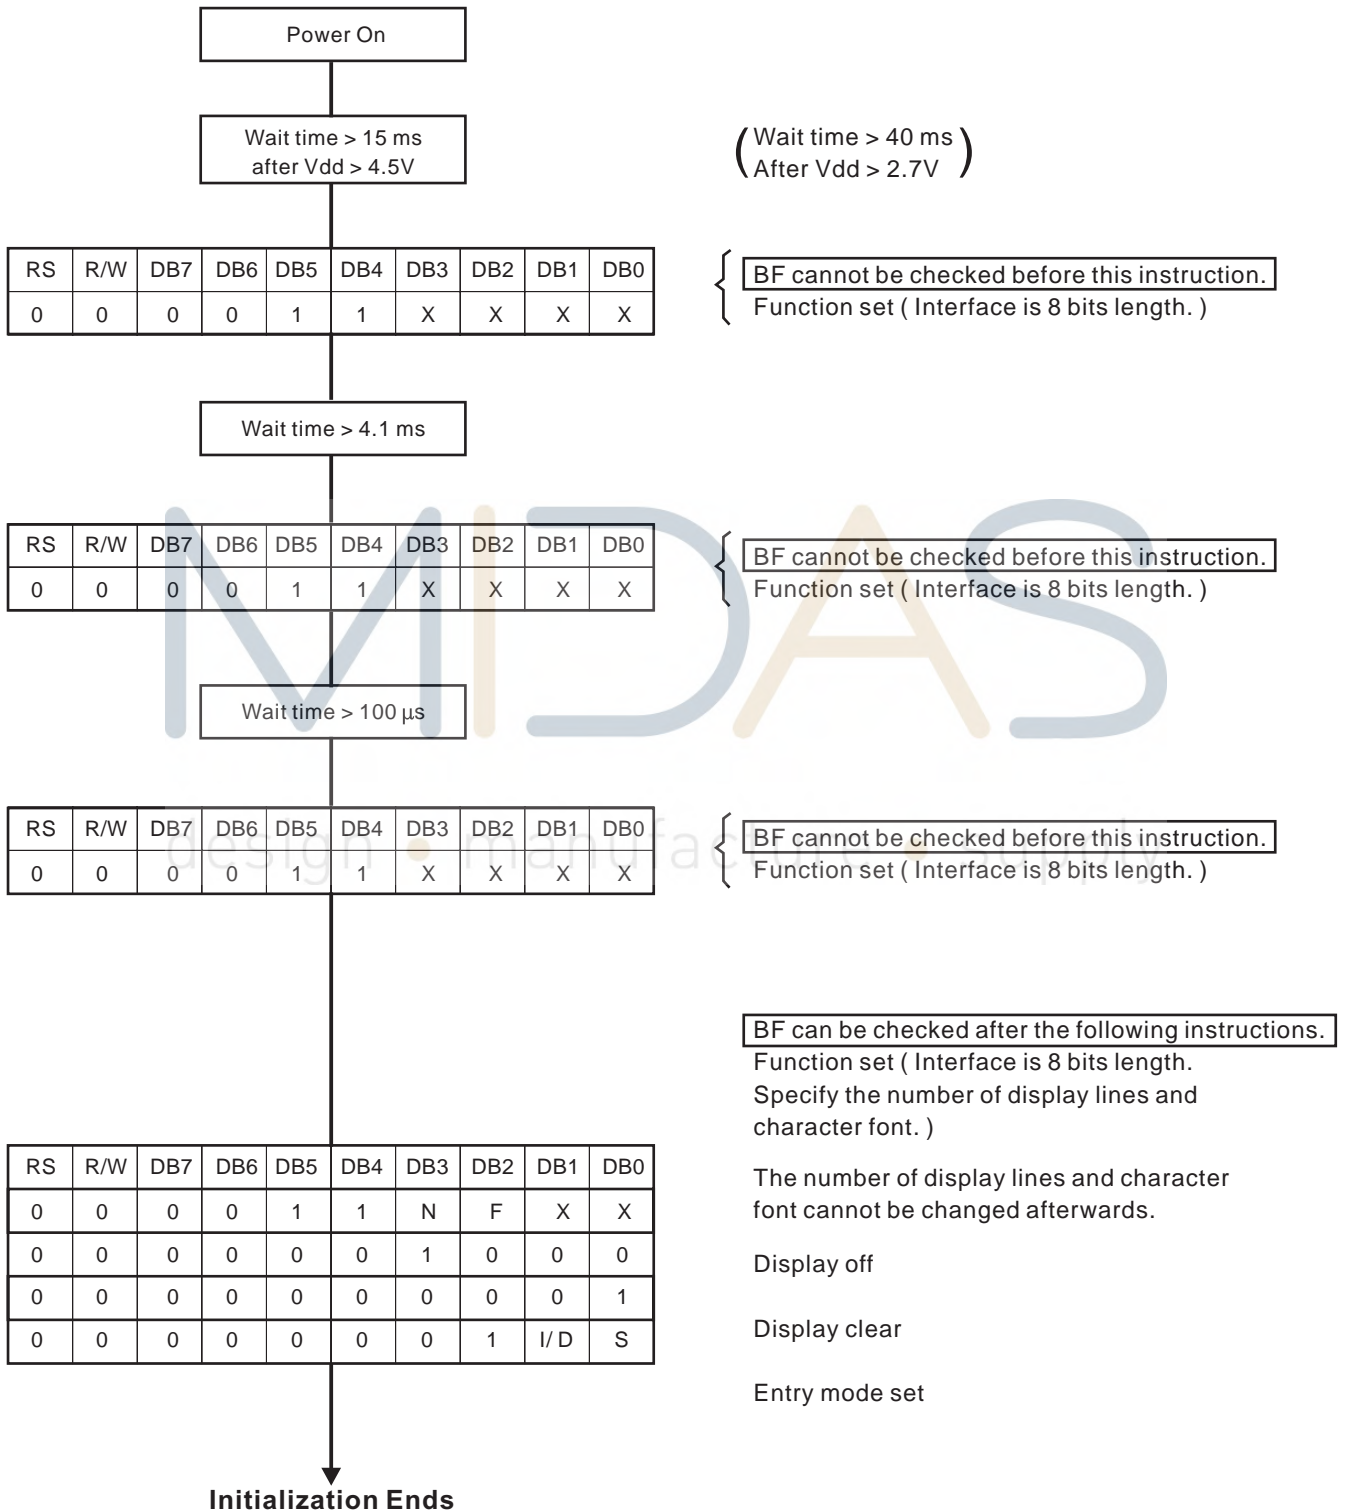 Power On
Wait time > 15 ms
after Vdd > 4.5V
(Wait time > 40 ms)
After Vdd > 2.7V
RS R/W DB7 DB6 DB5 DB4 DB3 DB2 DB1 DB0
0 0 0 0 1 1 X X X X
BF cannot be checked before this instruction.
Function set ( Interface is 8 bits length. )
Wait time > 4.1 ms
RS R/W DB7 DB6 DB5 DB4 DB3 DB2 DB1 DB0
0 0 0 0 1 1 X X X X
BF cannot be checked before this instruction.
Function set ( Interface is 8 bits length. )
MIDAS
Wait time > 100 µs
RS R/W DB7 DB6 DB5 DB4 DB3 DB2 DB1 DB0
0 0 0 0 1 1 X X X X
BF cannot be checked before this instruction.
Function set ( Interface is 8 bits length. )
design • manufacture • supply
BF can be checked after the following instructions.
Function set ( Interface is 8 bits length.
Specify the number of display lines and
character font. )
RS R/W DB7 DB6 DB5 DB4 DB3 DB2 DB1 DB0
0 0 0 0 1 1 N F X X
0 0 0 0 0 0 1 0 0 0
0 0 0 0 0 0 0 0 0 1
0 0 0 0 0 0 0 1 I/D S
The number of display lines and character
font cannot be changed afterwards.
Display off
Display clear
Entry mode set
Initialization Ends